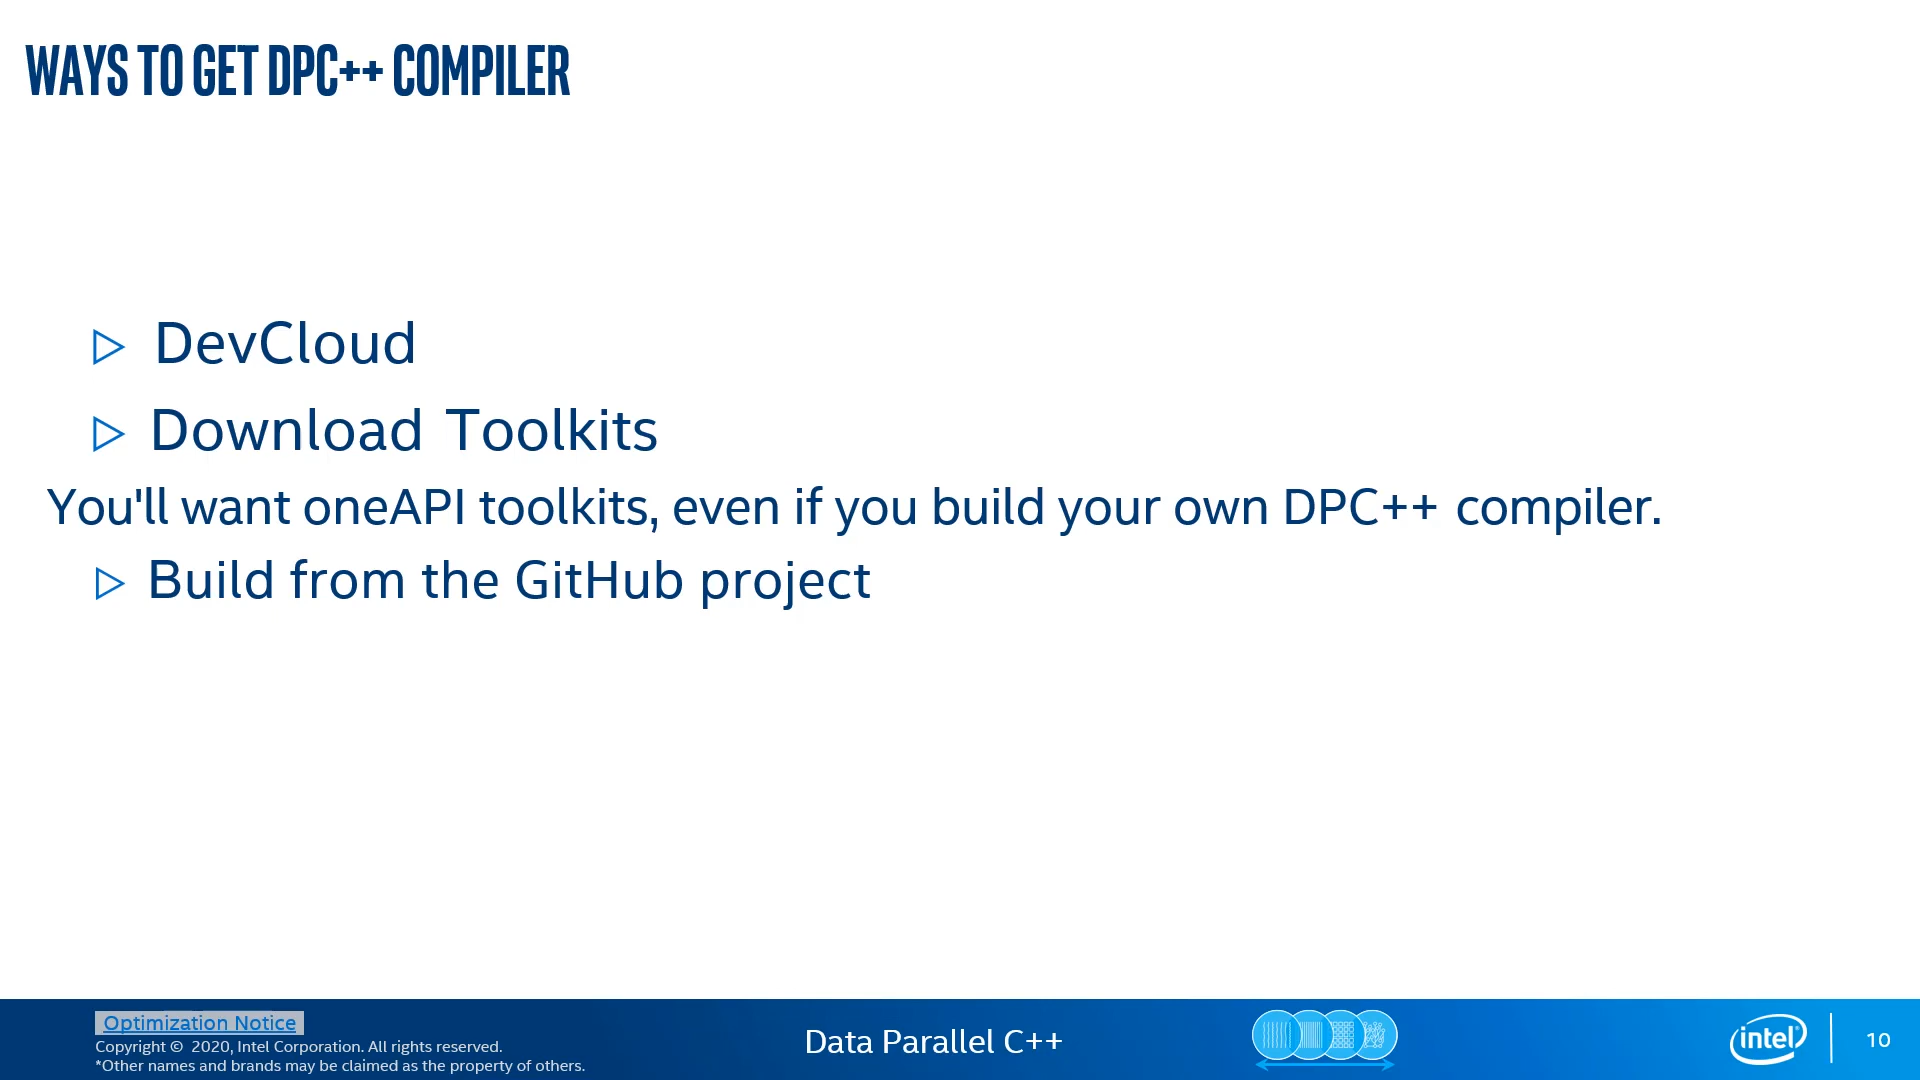 WAYS TO GET DPC++ COMPILER
DevCloud
Download Toolkits
You'll want oneAPI toolkits, even if you build your own DPC++ compiler.
Build from the GitHub project
Optimization Notice
Copyright © 2020, Intel Corporation. All rights reserved.
*Other names and brands may be claimed as the property of others.
Data Parallel C++
intel
10